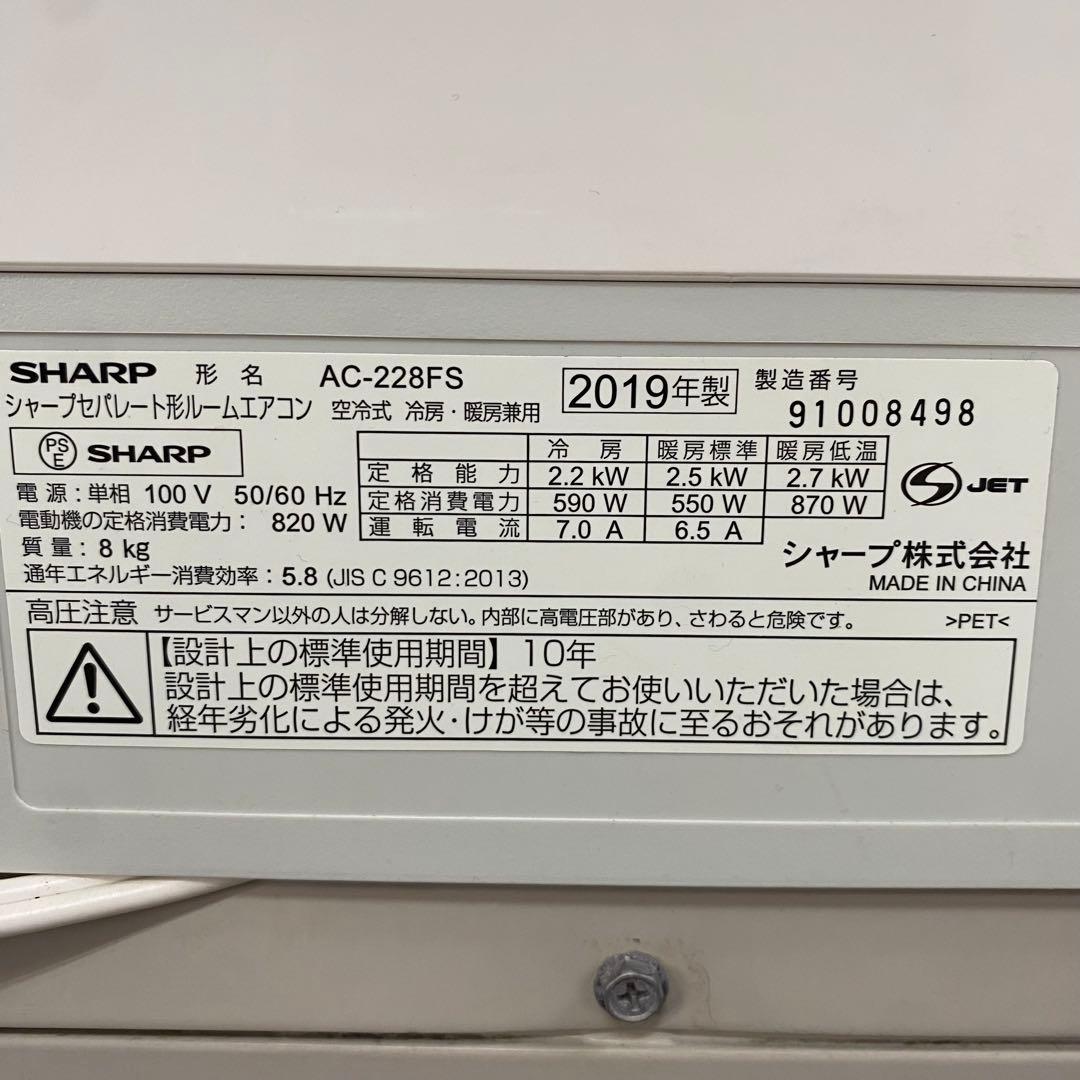 SHARP 形名 AC-228FS 2019年製 製造番号
シャープセパレート形ルームエアコン 空冷式 冷房・暖房兼用 91008498
PS E SHARP
冷房 暖房標準 暖房低温
定格能力 2.2 kW 2.5 kW 2.7 kW
定格消費電力 590 W 550 W 870 W
運転電流 7.0 A 6.5 A
JET
電源:単相 100 V 50/60 Hz
電動機の定格消費電力: 820 W
質量:8 kg
通年エネルギー消費効率:5.8 (JIS C 9612:2013)
シャープ株式会社
MADE IN CHINA
高圧注意 サービスマン以外の人は分解しない。内部に高電圧部があり、さわると危険です。 >PET<
【設計上の標準使用期間】10年
設計上の標準使用期間を超えてお使いいただいた場合は、
経年劣化による発火・けが等の事故に至るおそれがあります。